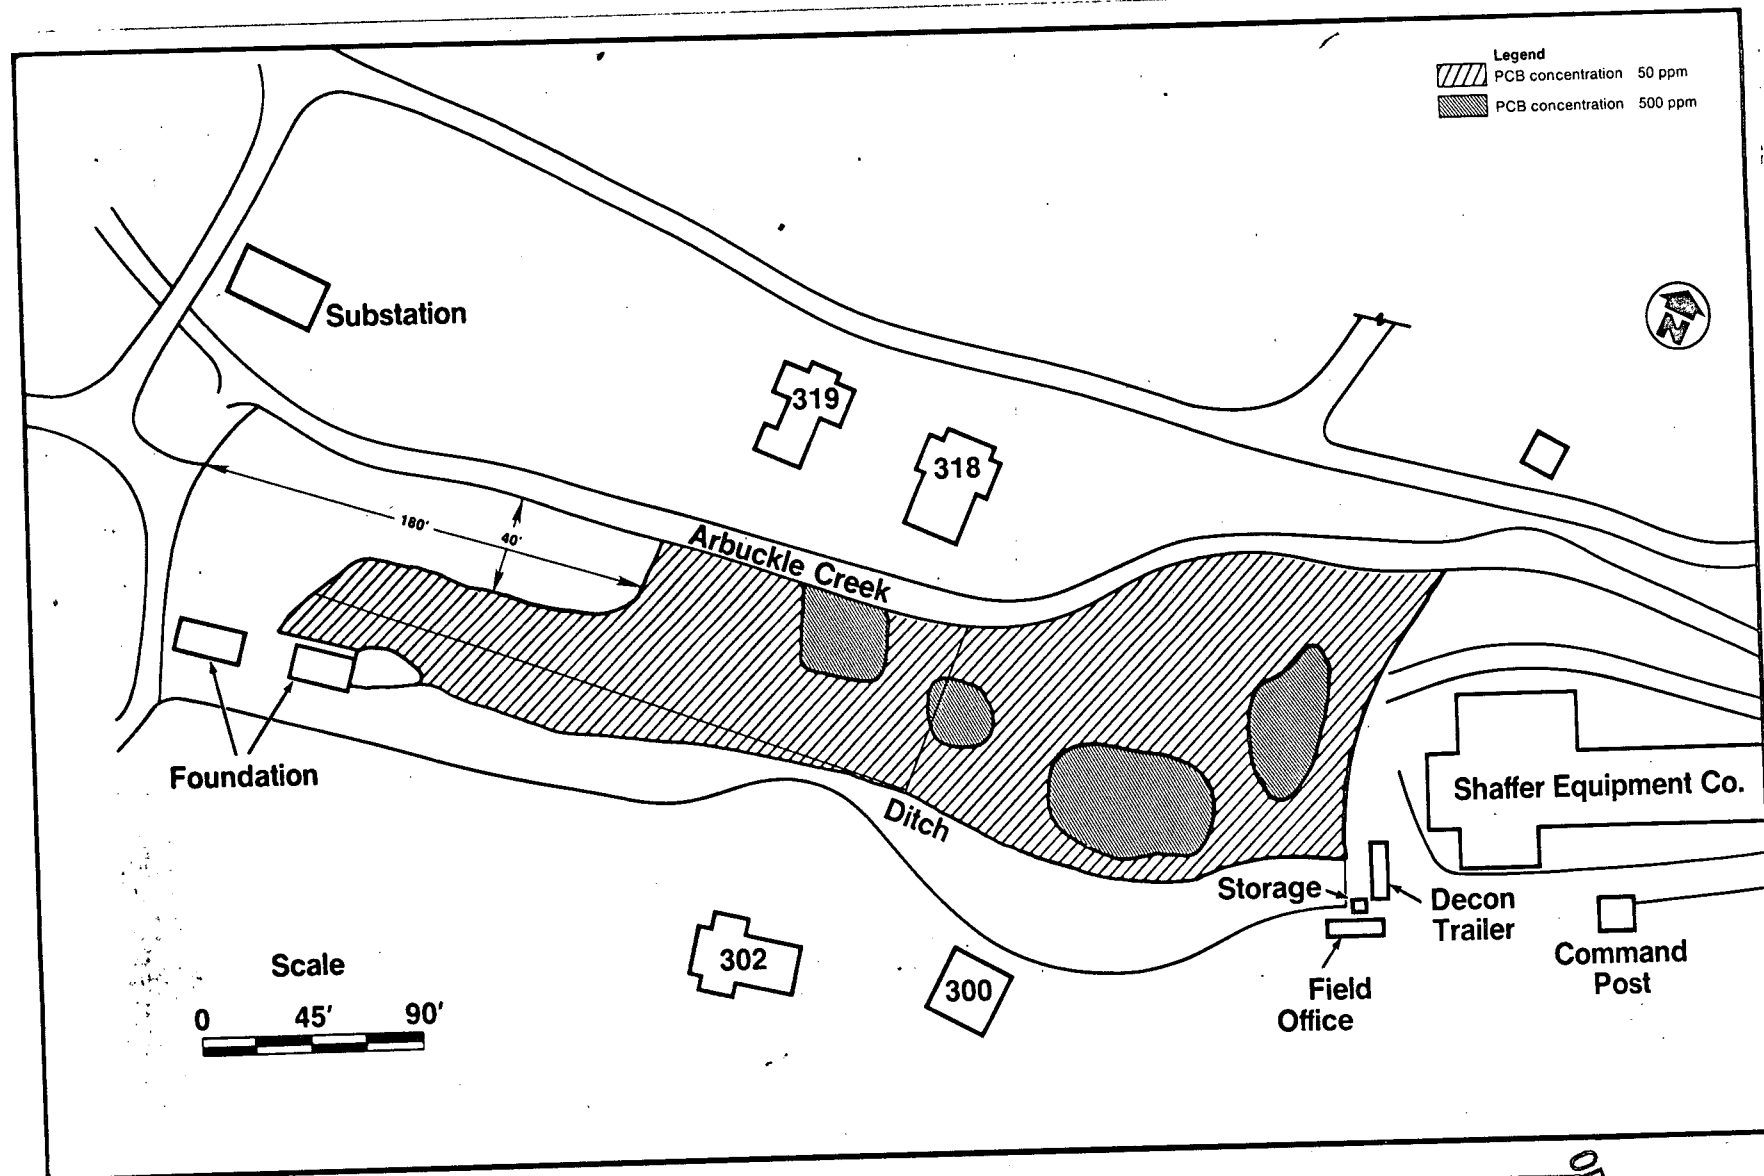 Legend
PCB concentration 50 ppm
PCB concentration 500 ppm
N
Substation
319
318
180'
40'
Arbuckle Creek
Foundation
Ditch
Shaffer Equipment Co.
Storage
Decon
Trailer
Command
Post
Field
Office
302
300
Scale
0 45' 90'